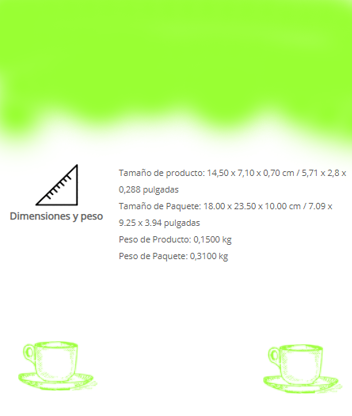 Dimensiones y peso
Tamaño de producto: 14,50 x 7,10 x 0,70 cm / 5,71 x 2,8 x
0,288 pulgadas
Tamaño de Paquete: 18.00 x 23.50 x 10.00 cm / 7.09 x
9.25 x 3.94 pulgadas
Peso de Producto: 0,1500 kg
Peso de Paquete: 0,3100 kg